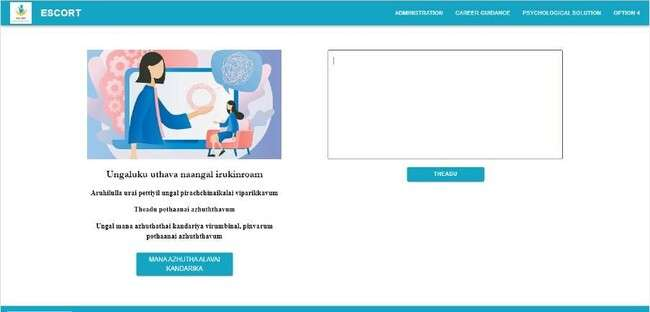 ESCORT
ADMINISTRATION
CAREER GUIDANCE
PSYCHOLOGICAL SOLUTION
OPTION 4
Ungaluku uthava naangal irukinroam
Aruhilulla urai pettiyil ungal pirachchinaikalai viparikkavum
Theadu pothaanai azhuththavum
Ungal mana azhuthathai kandariya virumbinal, pinvarum
pothaanai azhuththavum
MANA AZHUTHA ALAVAI
KANDARIKA
THEADU